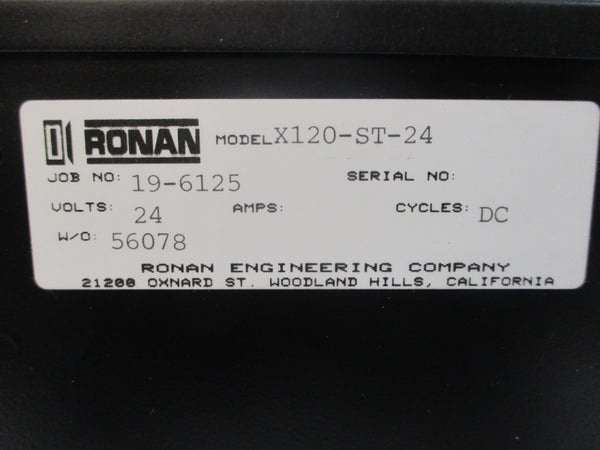 RONAN MODEL X120-ST-24
JOB NO: 19-6125 SERIAL NO:
VOLTS: 24 AMPS: CYCLES: DC
W/O: 56078
RONAN ENGINEERING COMPANY
21200 OXNARD ST. WOODLAND HILLS, CALIFORNIA